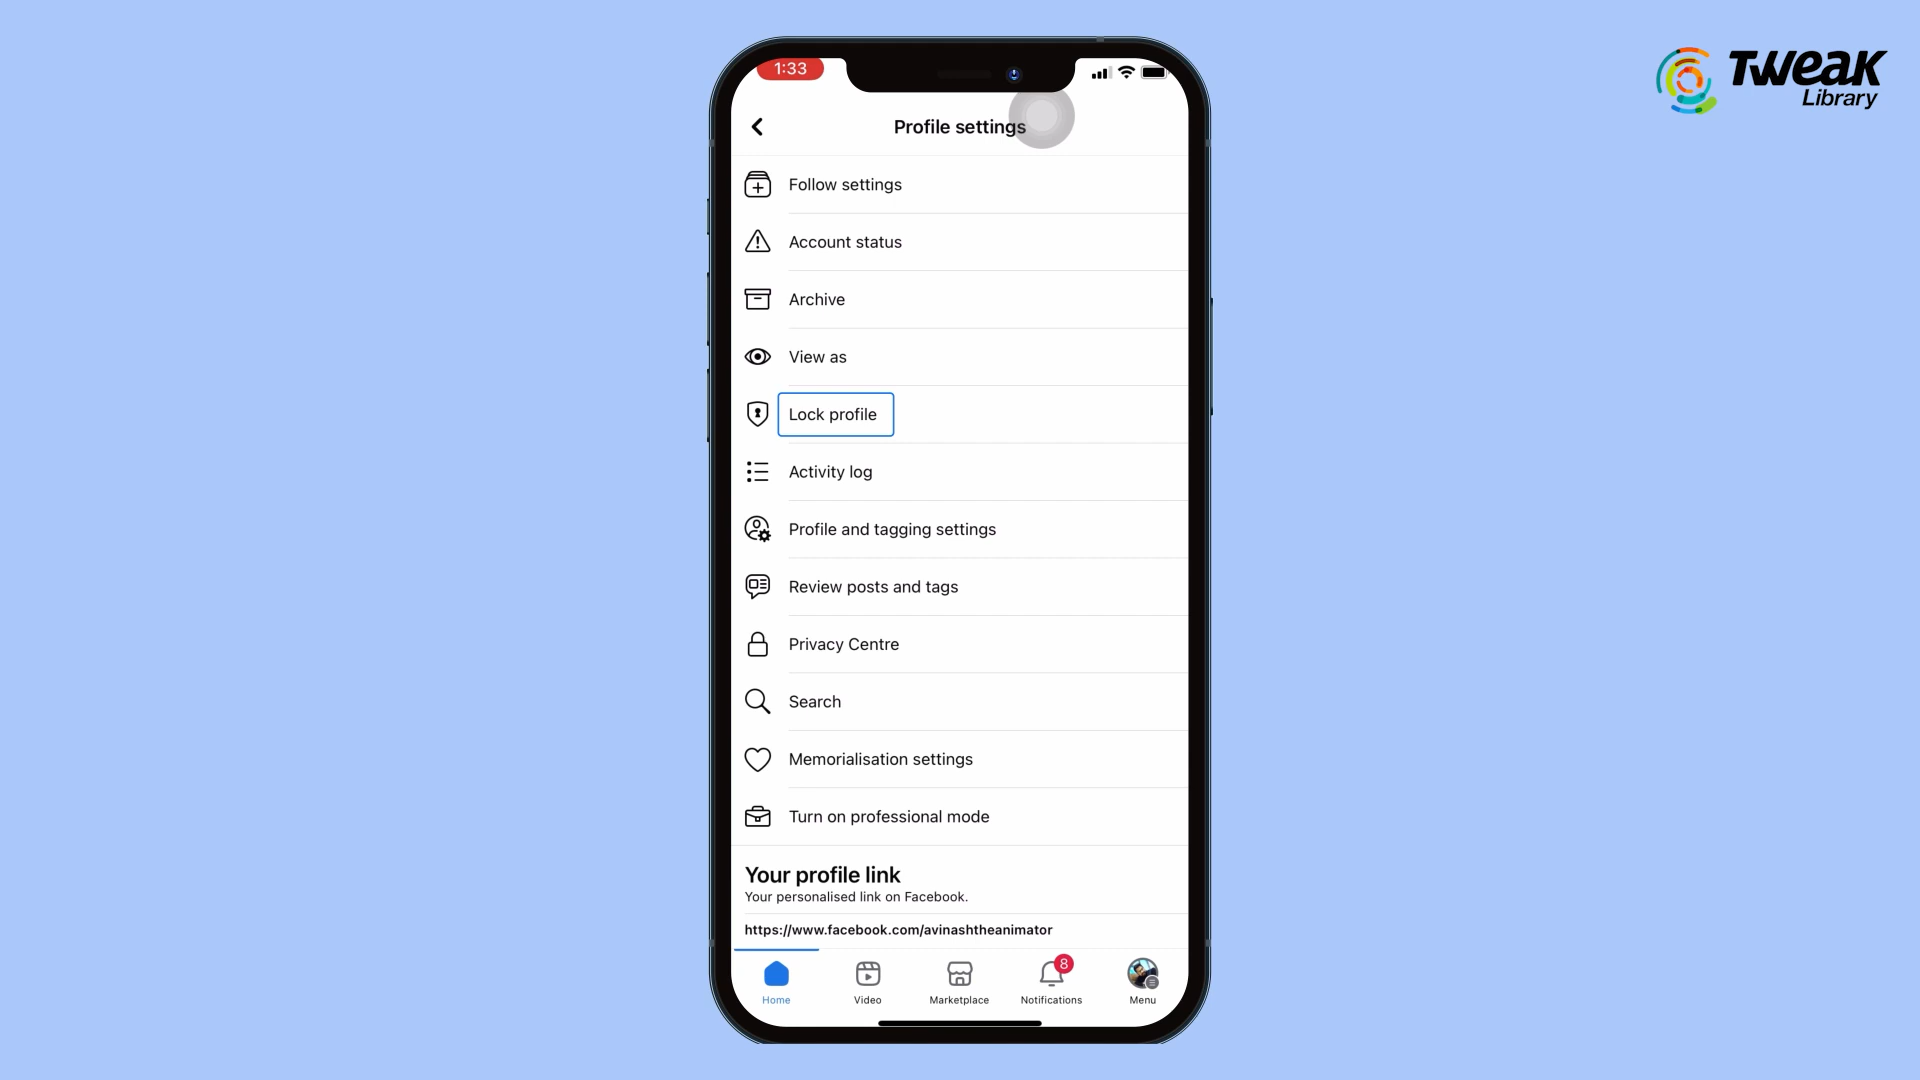 1:33
TWEAK
Library
Profile settings
Follow settings
Account status
Archive
View as
Lock profile
Activity log
Profile and tagging settings
Review posts and tags
Privacy Centre
Search
Memorialisation settings
Turn on professional mode
Your profile link
Your personalised link on Facebook.
https://www.facebook.com/avinashtheanimator
8
Home
Video
Marketplace
Notifications
Menu